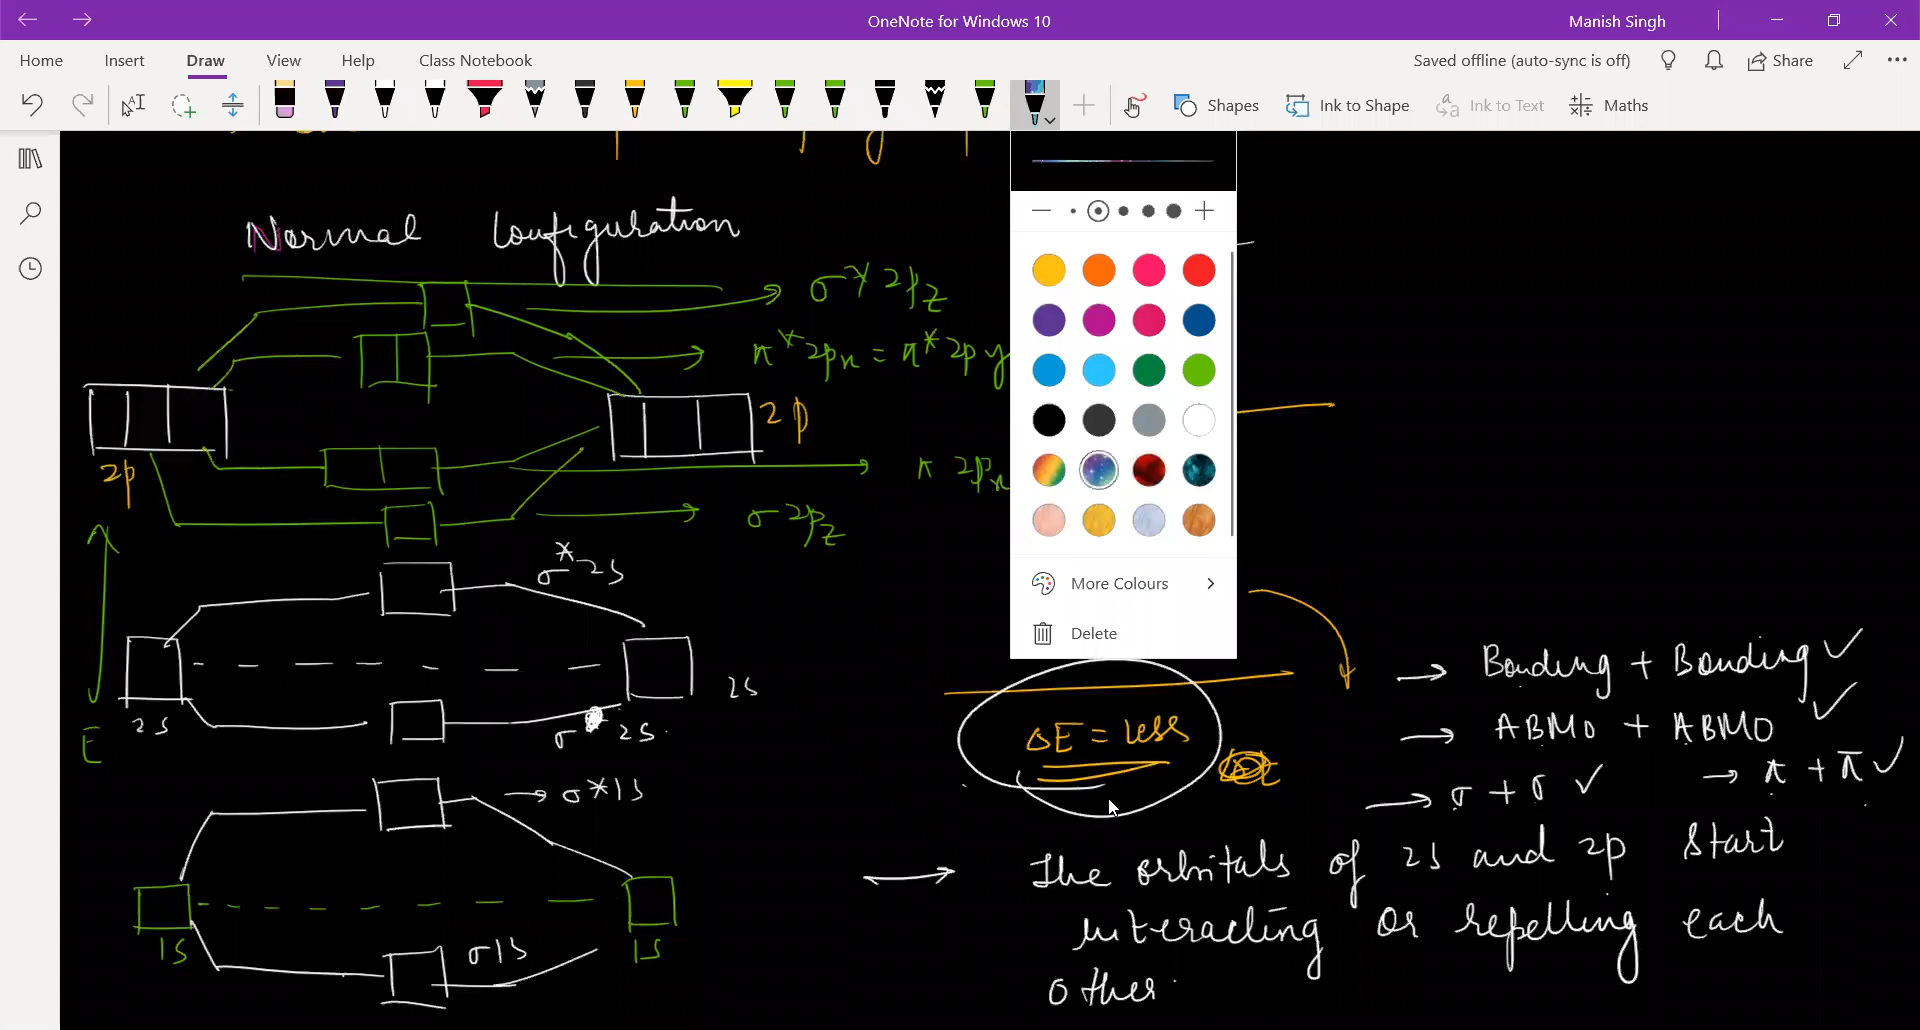 OneNote for Windows 10
Manish Singh
Home Insert Draw View Help Class Notebook
Saved offline (auto-sync is off) Share
Shapes Ink to Shape Ink to Text Maths
Normal Configuration
σ* 2pz
π* 2px = π* 2py
2p
2p
π 2px
σ 2pz
σ* 2s
2s
2s
σ 2s
E
→ σ*1s
1s
1s
σ1s
More Colours
Delete
ΔE = less
→ Bonding + Bonding ✓
→ ABMO + ABMO ✓
→ σ + σ ✓ → π + π ✓
→ The orbitals of 2s and 2p start
interacting or repelling each
other